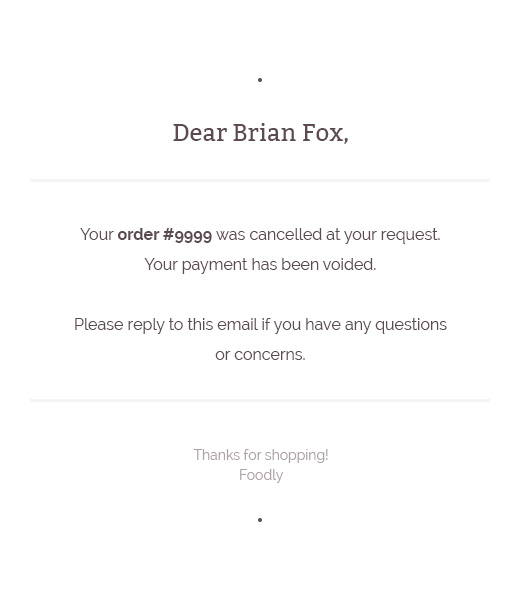 Dear Brian Fox,
Your order #9999 was cancelled at your request.
Your payment has been voided.
Please reply to this email if you have any questions
or concerns.
Thanks for shopping!
Foodly